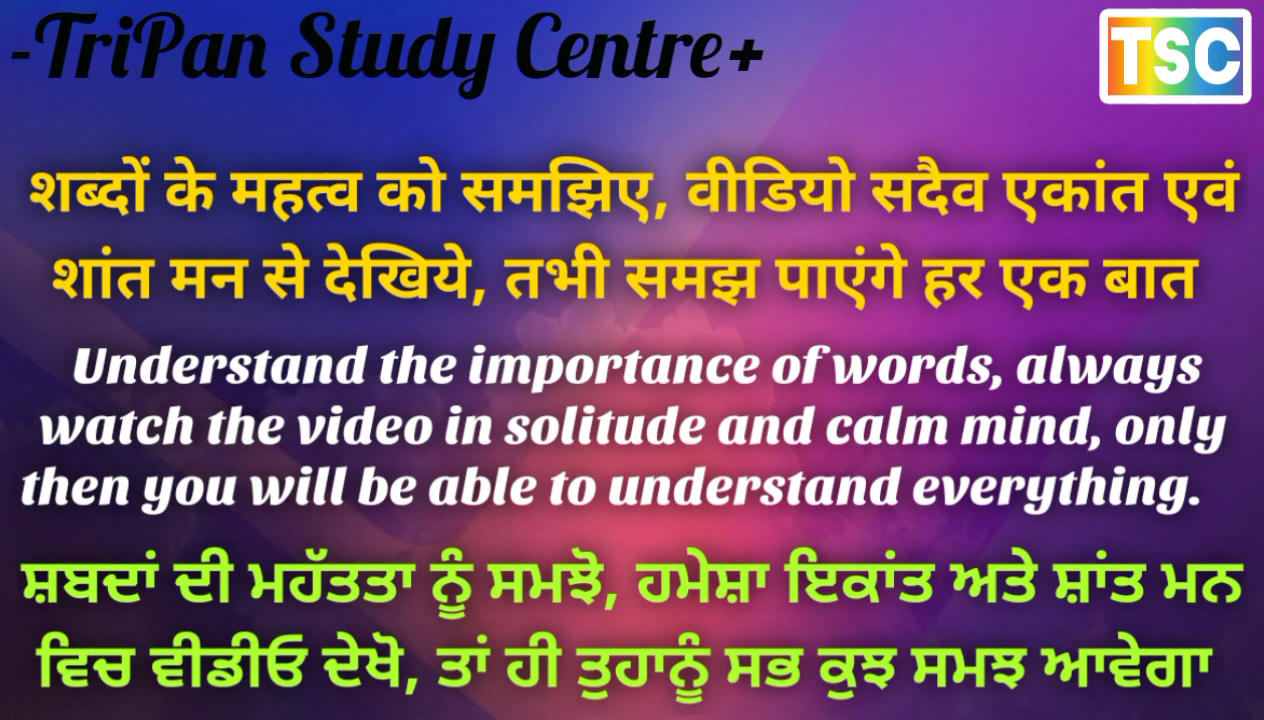 -TriPan Study Centre+
TSC
शब्दों के महत्व को समझिए, वीडियो सदैव एकांत एवं
शांत मन से देखिये, तभी समझ पाएंगे हर एक बात
Understand the importance of words, always
watch the video in solitude and calm mind, only
then you will be able to understand everything.
ਸ਼ਬਦਾਂ ਦੀ ਮਹੱਤਤਾ ਨੂੰ ਸਮਝੋ, ਹਮੇਸ਼ਾ ਇਕਾਂਤ ਅਤੇ ਸ਼ਾਂਤ ਮਨ
ਵਿਚ ਵੀਡੀਓ ਦੇਖੋ, ਤਾਂ ਹੀ ਤੁਹਾਨੂੰ ਸਭ ਕੁਝ ਸਮਝ ਆਵੇਗਾ